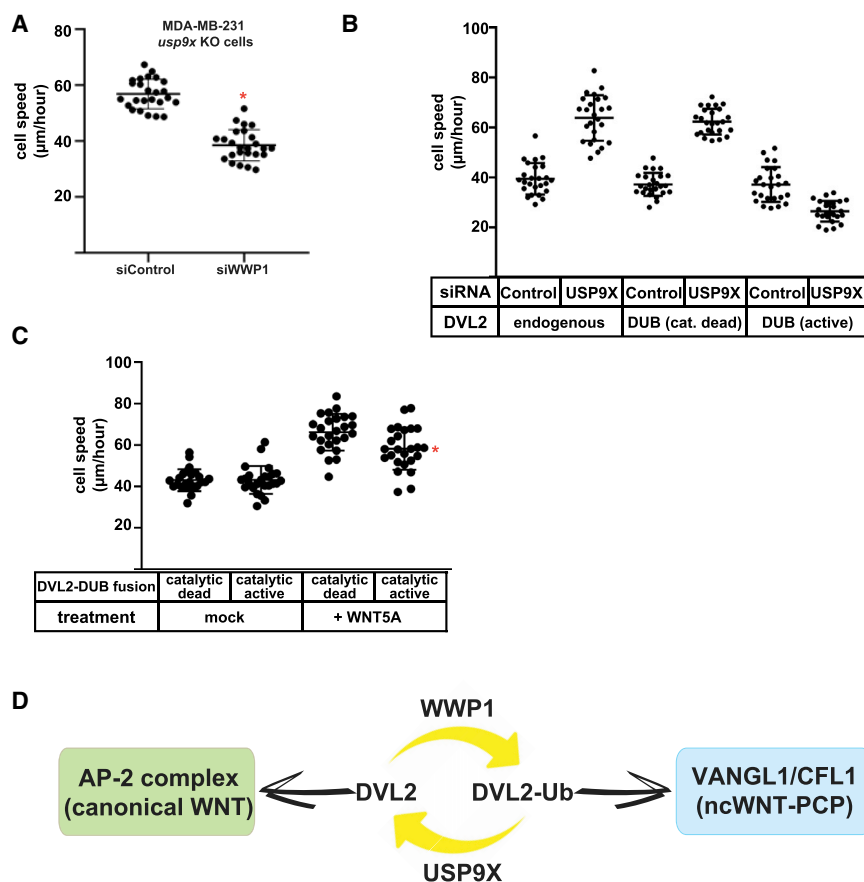 A
MDA-MB-231
usp9x KO cells
cell speed
(μm/hour)
80
60
40
20
*
siControl
siWWP1
B
cell speed
(μm/hour)
100
80
60
40
20
siRNA Control USP9X Control USP9X Control USP9X
DVL2 endogenous DUB (cat. dead) DUB (active)
C
cell speed
(μm/hour)
100
80
60
40
20
*
DVL2-DUB fusion catalytic dead catalytic active catalytic dead catalytic active
treatment mock + WNT5A
D
WWP1
AP-2 complex
(canonical WNT)
DVL2 DVL2-Ub
VANGL1/CFL1
(ncWNT-PCP)
USP9X